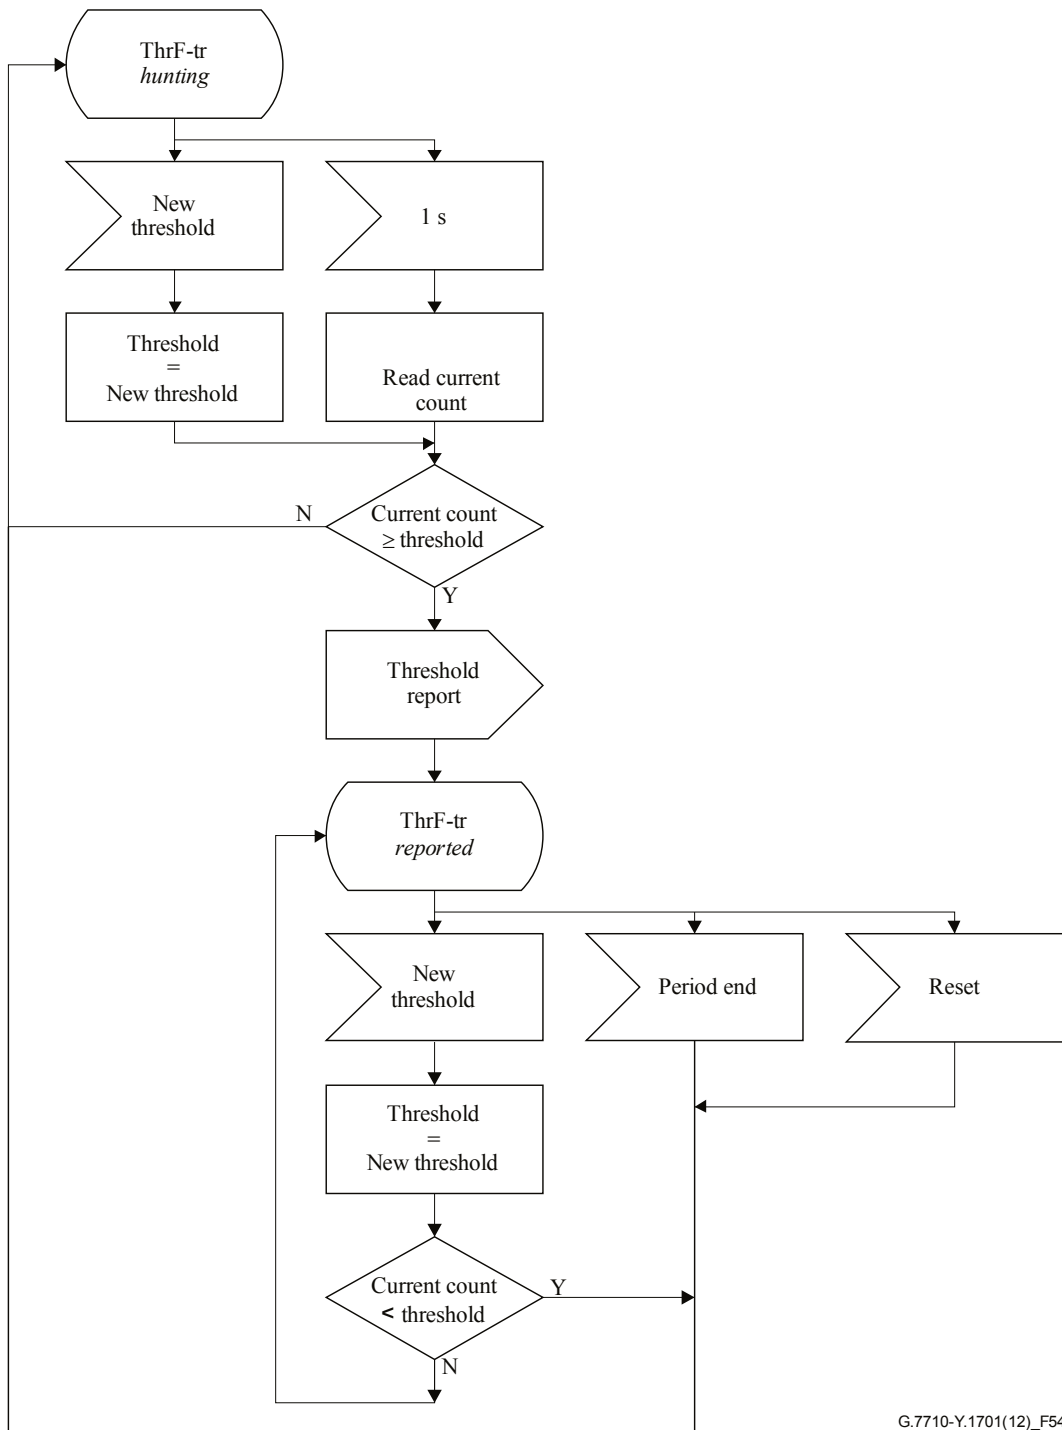 ThrF-tr
hunting
New
threshold
1 s
Threshold
=
New threshold
Read current
count
N
Current count
≥ threshold
Y
Threshold
report
ThrF-tr
reported
New
threshold
Period end
Reset
Threshold
=
New threshold
Current count
< threshold
Y
N
G.7710-Y.1701(12)_F54